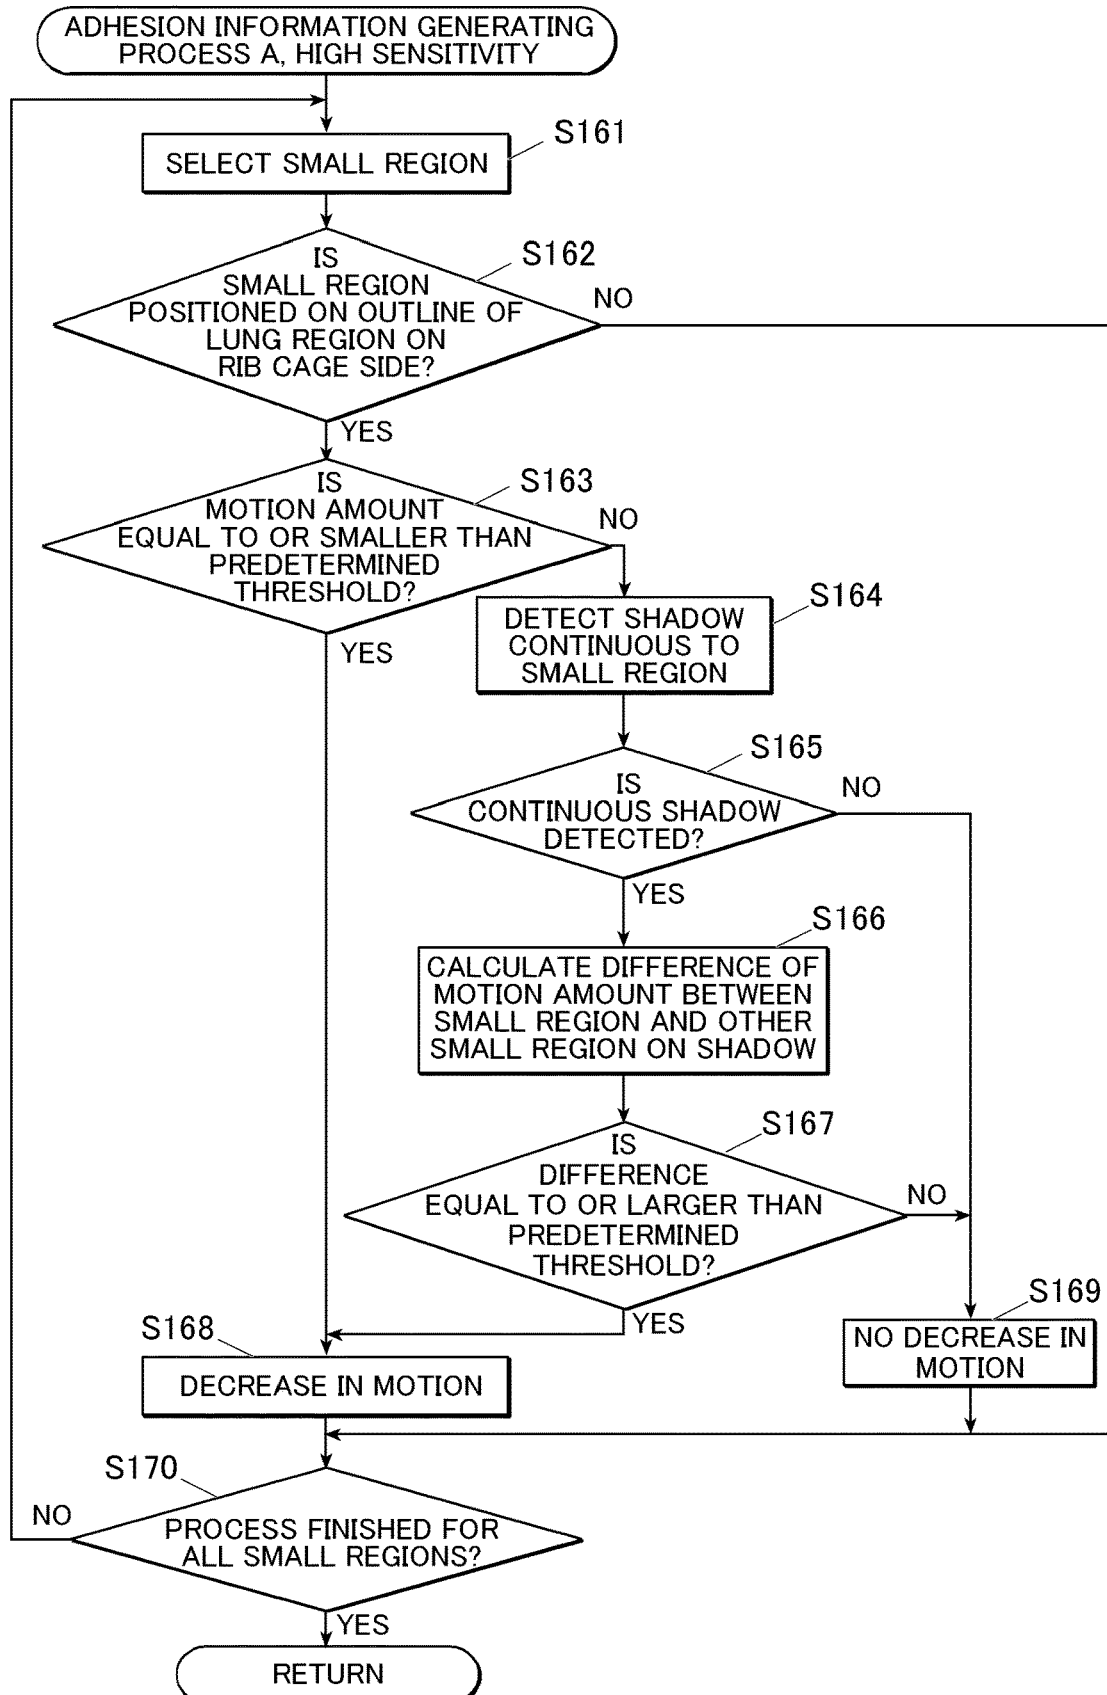 ADHESION INFORMATION GENERATING
PROCESS A, HIGH SENSITIVITY
S161
SELECT SMALL REGION
S162
IS
SMALL REGION
POSITIONED ON OUTLINE OF
LUNG REGION ON
RIB CAGE SIDE?
NO
YES
S163
IS
MOTION AMOUNT
EQUAL TO OR SMALLER THAN
PREDETERMINED
THRESHOLD?
NO
YES
S164
DETECT SHADOW
CONTINUOUS TO
SMALL REGION
S165
IS
CONTINUOUS SHADOW
DETECTED?
NO
YES
S166
CALCULATE DIFFERENCE OF
MOTION AMOUNT BETWEEN
SMALL REGION AND OTHER
SMALL REGION ON SHADOW
S167
IS
DIFFERENCE
EQUAL TO OR LARGER THAN
PREDETERMINED
THRESHOLD?
NO
YES
S168
DECREASE IN MOTION
S169
NO DECREASE IN
MOTION
S170
NO
PROCESS FINISHED FOR
ALL SMALL REGIONS?
YES
RETURN